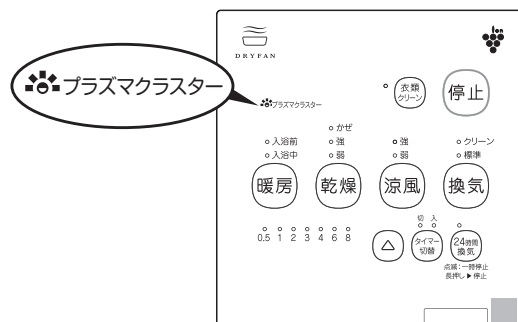 DRYFAN
Ion
プラズマクラスター
プラズマクラスター
衣類
クリーン
停止
入浴前
入浴中
かぜ
強
弱
強
弱
クリーン
標準
暖房
乾燥
涼風
換気
0.5 1 2 3 4 6 8
切 入
タイマー
切替
24時間
換気
点滅:一時停止
長押し▶停止